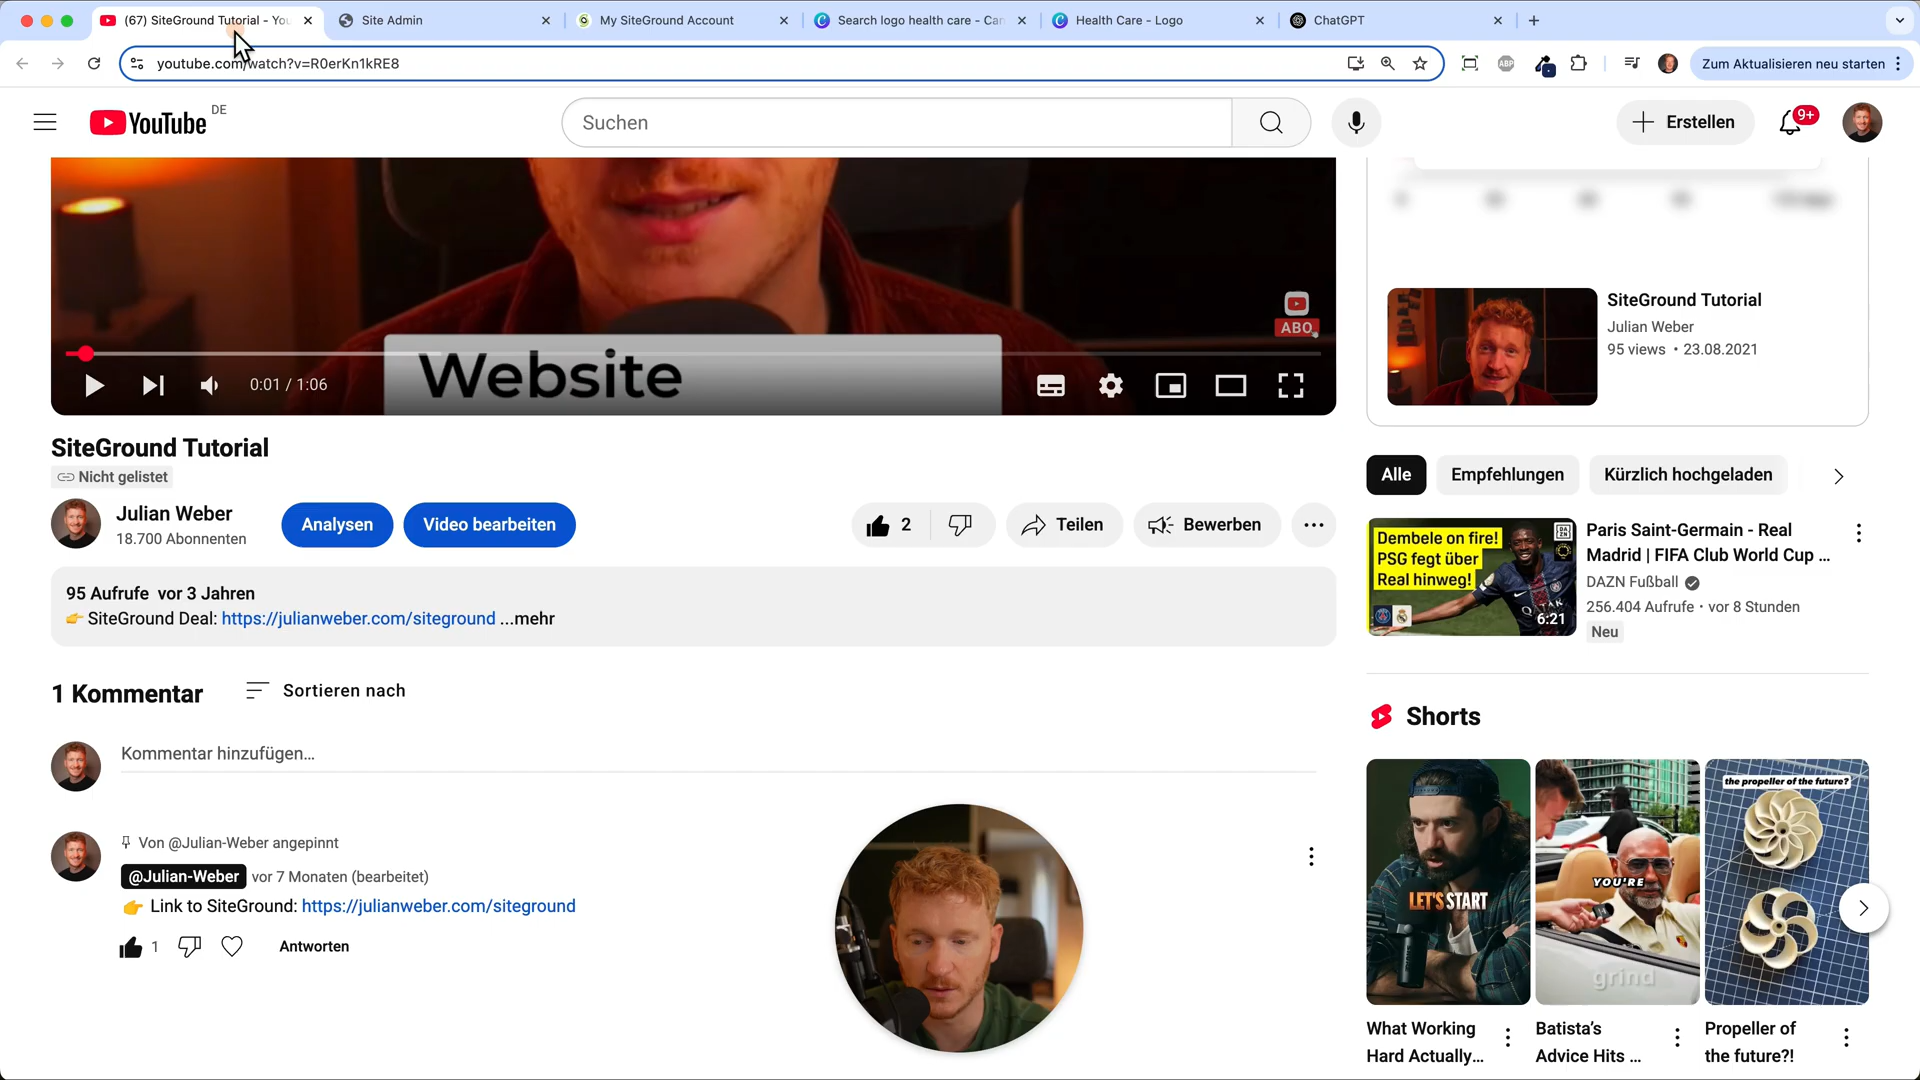 (67) SiteGround Tutorial - You
Site Admin
My SiteGround Account
Search logo health care - Can
Health Care - Logo
ChatGPT
youtube.com/watch?v=R0erKn1kRE8
ABP
Zum Aktualisieren neu starten
YouTube DE
Suchen
Erstellen
9+
ABO
Website
0:01 / 1:06
SiteGround Tutorial
Julian Weber
95 views • 23.08.2021
SiteGround Tutorial
Nicht gelistet
Julian Weber
18.700 Abonnenten
Analysen
Video bearbeiten
2
Teilen
Bewerben
Alle
Empfehlungen
Kürzlich hochgeladen
95 Aufrufe vor 3 Jahren
👉 SiteGround Deal: https://julianweber.com/siteground ...mehr
Dembele on fire!
PSG fegt über
Real hinweg!
DAZN
6:21
Paris Saint-Germain - Real
Madrid | FIFA Club World Cup ...
DAZN Fußball
256.404 Aufrufe • vor 8 Stunden
Neu
1 Kommentar
Sortieren nach
Kommentar hinzufügen...
Von @Julian-Weber angepinnt
@Julian-Weber vor 7 Monaten (bearbeitet)
👉 Link to SiteGround: https://julianweber.com/siteground
1
Antworten
Shorts
LET'S START
YOU'RE
grind
the propeller of the future?
What Working
Hard Actually...
Batista's
Advice Hits ...
Propeller of
the future?!